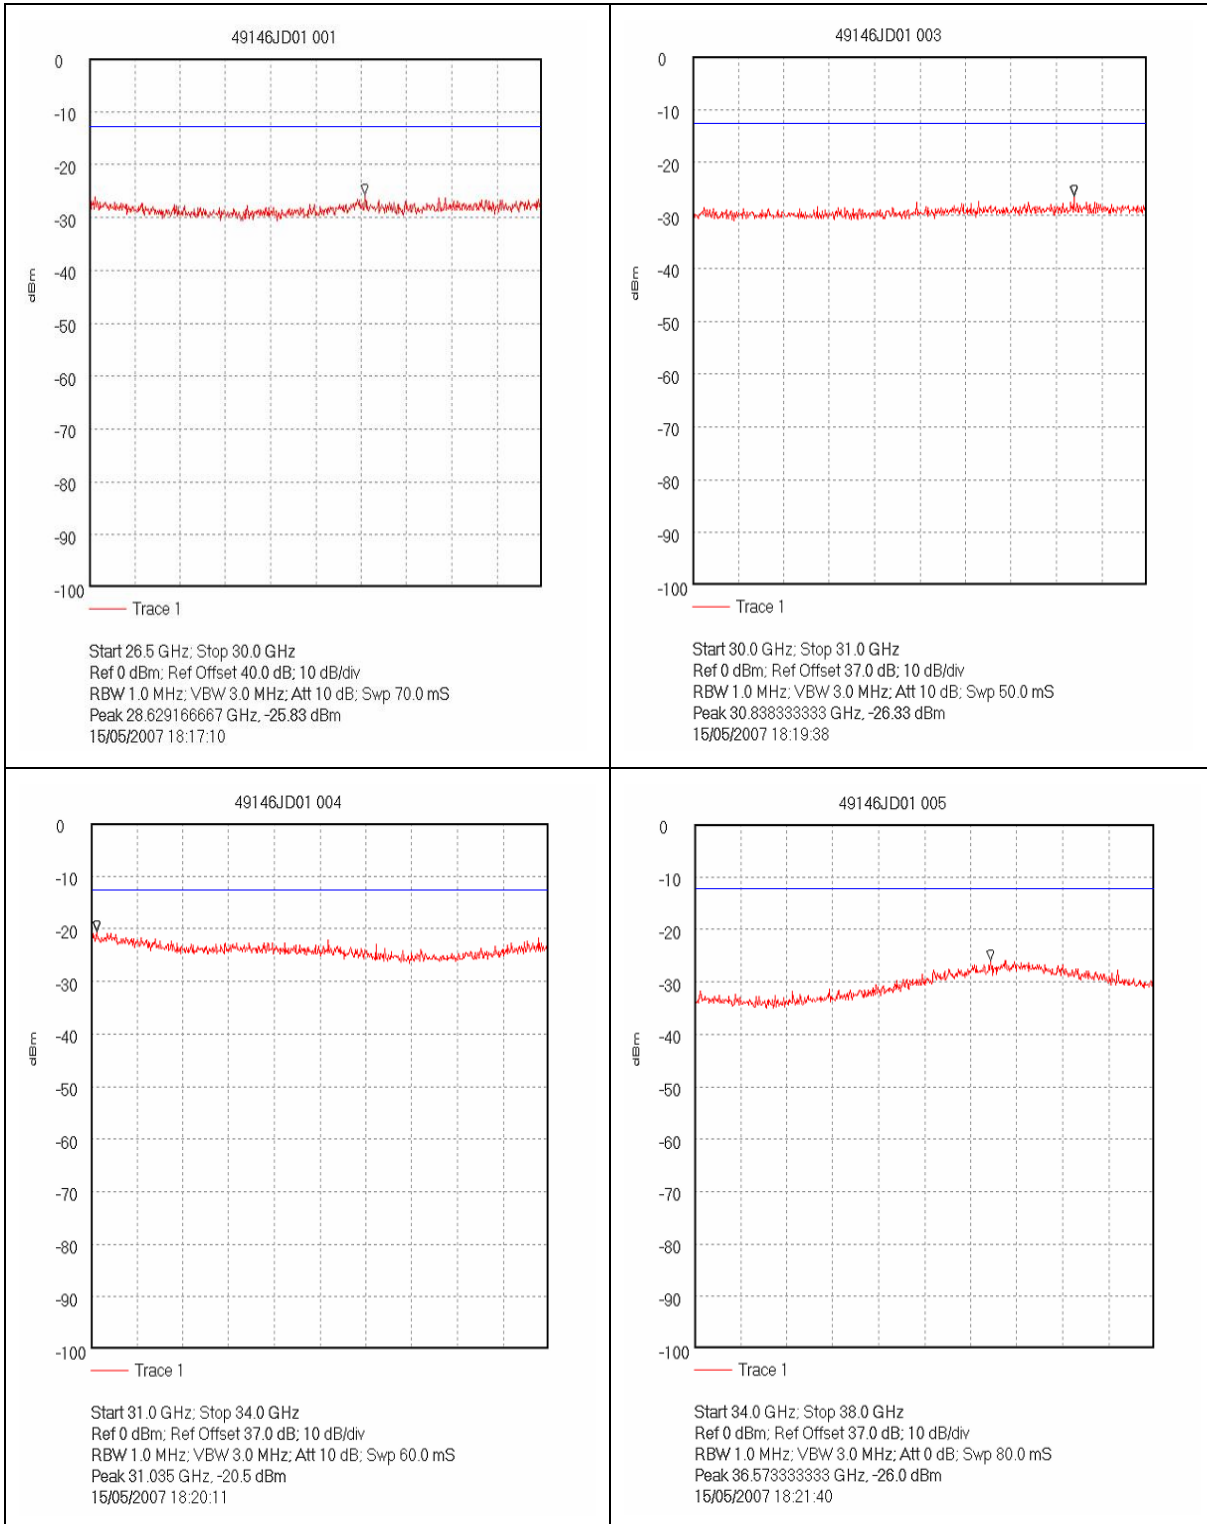 49146JD01 001
0
-10
-20
-30
-40
-50
-60
-70
-80
-90
-100
dBm
Trace 1
Start 26.5 GHz; Stop 30.0 GHz
Ref 0 dBm; Ref Offset 40.0 dB; 10 dB/div
RBW 1.0 MHz; VBW 3.0 MHz; Att 10 dB; Swp 70.0 mS
Peak 28.629166667 GHz, -25.83 dBm
15/05/2007 18:17:10
49146JD01 003
0
-10
-20
-30
-40
-50
-60
-70
-80
-90
-100
dBm
Trace 1
Start 30.0 GHz; Stop 31.0 GHz
Ref 0 dBm; Ref Offset 37.0 dB; 10 dB/div
RBW 1.0 MHz; VBW 3.0 MHz; Att 10 dB; Swp 50.0 mS
Peak 30.838333333 GHz, -26.33 dBm
15/05/2007 18:19:38
49146JD01 004
0
-10
-20
-30
-40
-50
-60
-70
-80
-90
-100
dBm
Trace 1
Start 31.0 GHz; Stop 34.0 GHz
Ref 0 dBm; Ref Offset 37.0 dB; 10 dB/div
RBW 1.0 MHz; VBW 3.0 MHz; Att 10 dB; Swp 60.0 mS
Peak 31.035 GHz, -20.5 dBm
15/05/2007 18:20:11
49146JD01 005
0
-10
-20
-30
-40
-50
-60
-70
-80
-90
-100
dBm
Trace 1
Start 34.0 GHz; Stop 38.0 GHz
Ref 0 dBm; Ref Offset 37.0 dB; 10 dB/div
RBW 1.0 MHz; VBW 3.0 MHz; Att 0 dB; Swp 80.0 mS
Peak 36.573333333 GHz, -26.0 dBm
15/05/2007 18:21:40